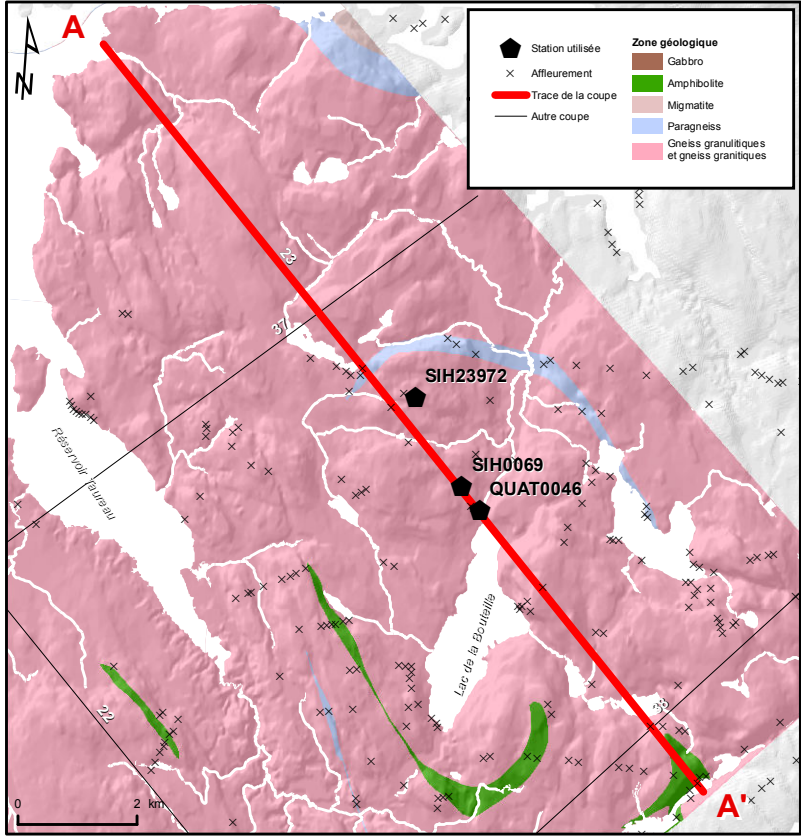 A
N
Station utilisée
Affleurement
Trace de la coupe
Autre coupe
Zone géologique
Gabbro
Amphibolite
Migmatite
Paragneiss
Gneiss granulitiques
et gneiss granitiques
23
37
SIH23972
Réservoir Taureau
SIH0069
QUAT0046
Lac de la Bouteille
22
38
0 2 km
A'